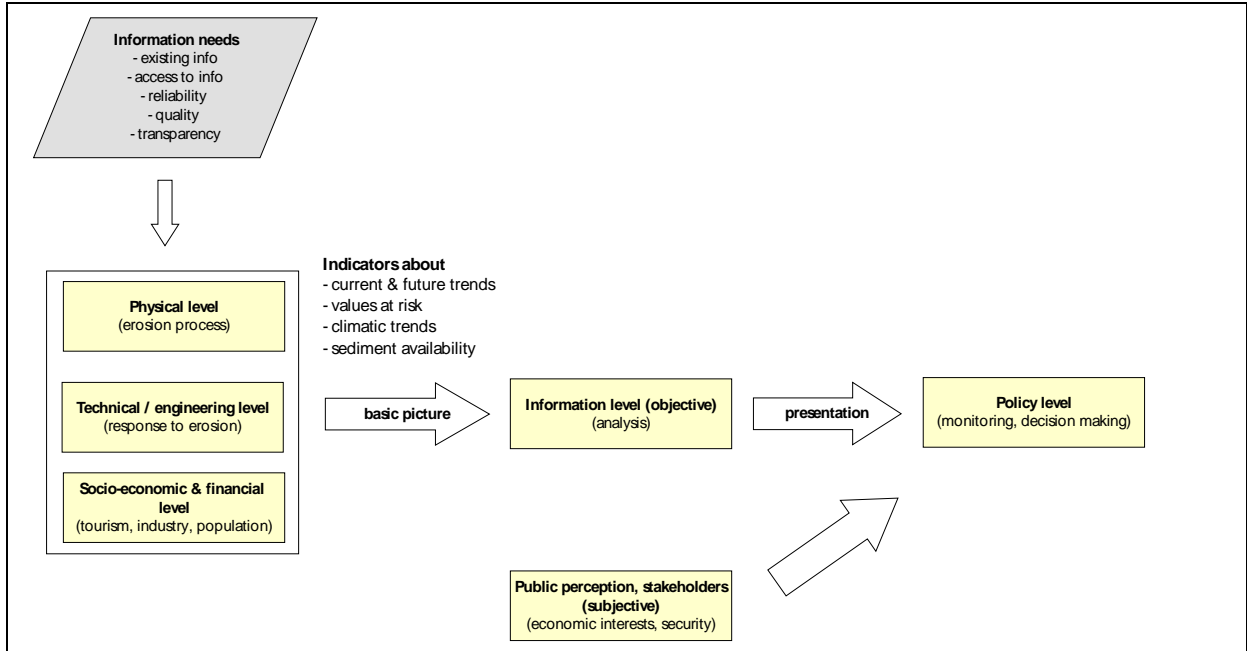 Information needs
- existing info
- access to info
- reliability
- quality
- transparency
Indicators about
- current & future trends
- values at risk
- climatic trends
- sediment availability
Physical level
(erosion process)
Technical / engineering level
(response to erosion)
Socio-economic & financial
level
(tourism, industry, population)
basic picture
Information level (objective)
(analysis)
presentation
Policy level
(monitoring, decision making)
Public perception, stakeholders
(subjective)
(economic interests, security)